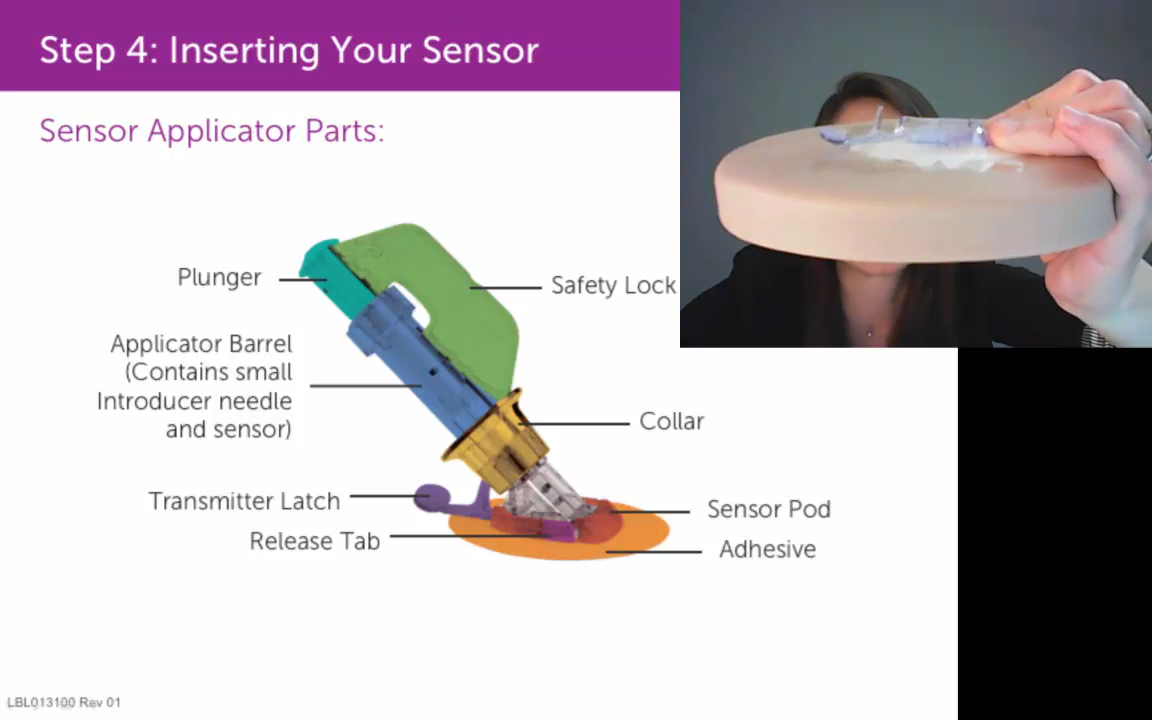 Step 4: Inserting Your Sensor
Sensor Applicator Parts:
Plunger
Safety Lock
Applicator Barrel
(Contains small
Introducer needle
and sensor)
Collar
Transmitter Latch
Sensor Pod
Release Tab
Adhesive
LBL013100 Rev 01